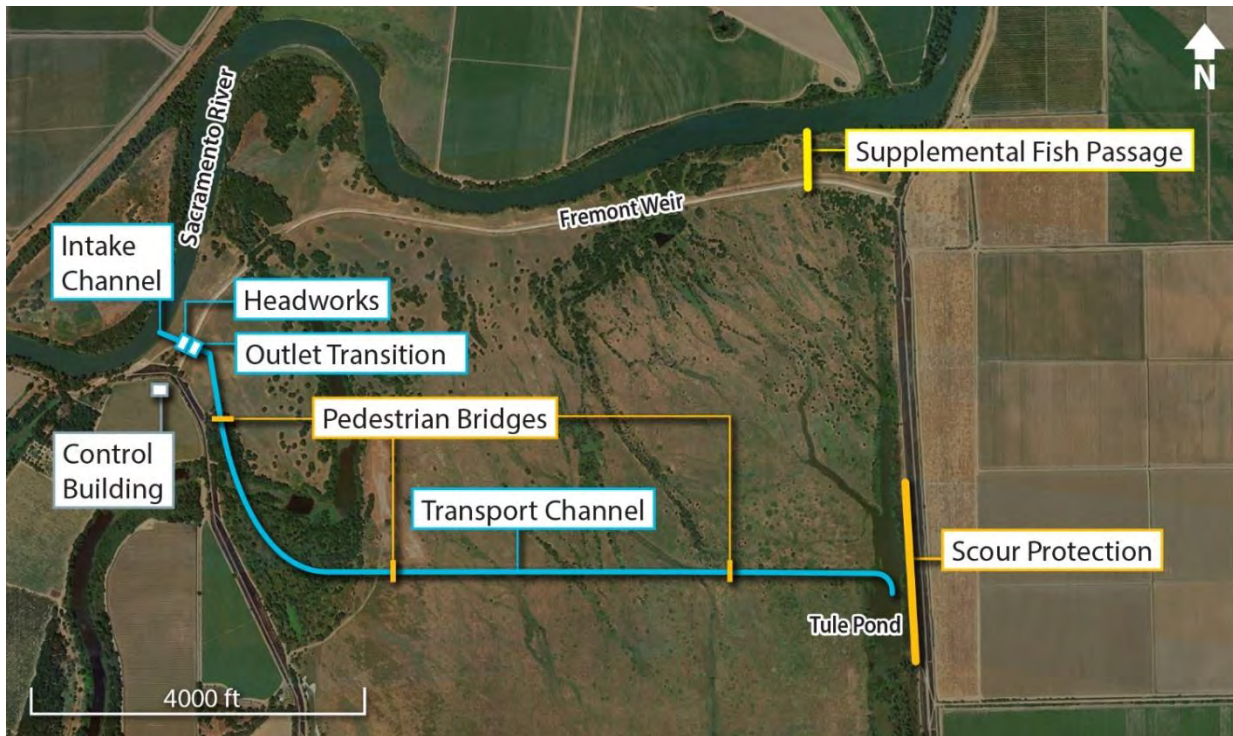 N
Sacramento River
Supplemental Fish Passage
Fremont Weir
Intake
Channel
Headworks
Outlet Transition
Pedestrian Bridges
Control
Building
Transport Channel
Scour Protection
Tule Pond
4000 ft